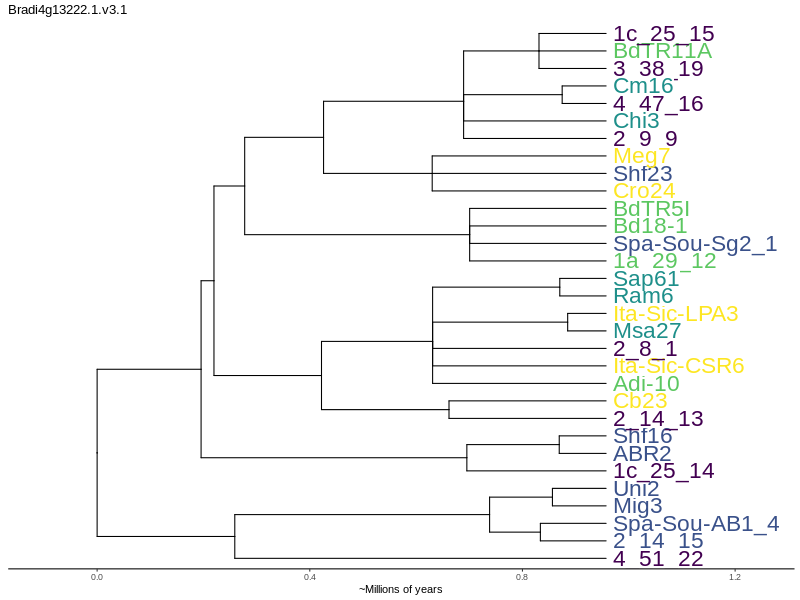 Bradi4g13222.1.v3.1
1c_25_15
BdTR11A
3_38_19
Cm16
4_47_16
Chi3
2_9_9
Meg7
Shf23
Cro24
BdTR5I
Bd18-1
Spa-Sou-Sg2_1
1a_29_12
Sap61
Ram6
Ita-Sic-LPA3
Msa27
2_8_1
Ita-Sic-CSR6
Adi-10
Cb23
2_14_13
Shf16
ABR2
1c_25_14
Uni2
Mig3
Spa-Sou-AB1_4
2_14_15
4_51_22
0.0 0.4 0.8 1.2
~Millions of years